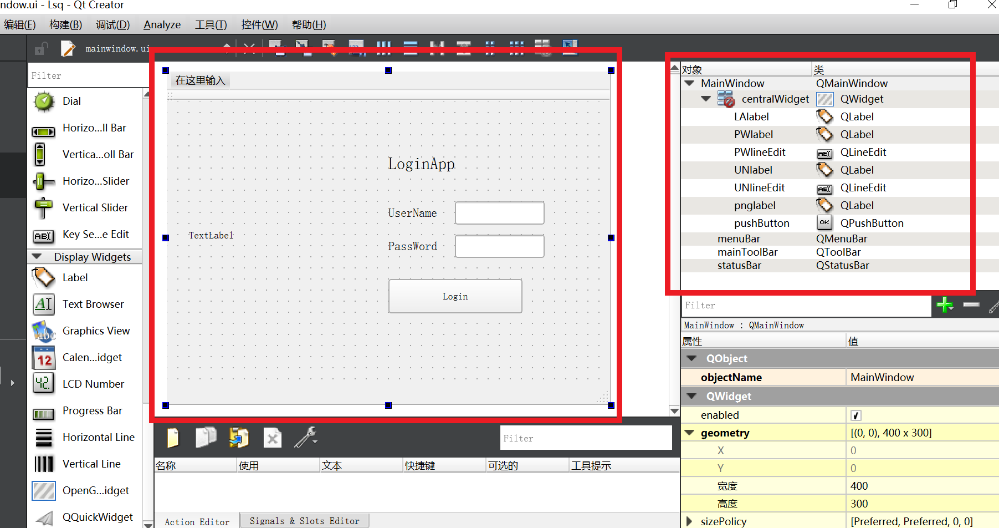 ndow.ui - Lsq - Qt Creator
编辑(E) 构建(B) 调试(D) Analyze 工具(T) 控件(W) 帮助(H)
mainwindow.ui
Filter
Dial
Horizo...ll Bar
Vertica...oll Bar
Horizo...Slider
Vertical Slider
Key Se...e Edit
Display Widgets
Label
Text Browser
Graphics View
Calen...idget
LCD Number
Progress Bar
Horizontal Line
Vertical Line
OpenG...idget
QQuickWidget
在这里输入
LoginApp
UserName
TextLabel
PassWord
Login
对象 类
MainWindow QMainWindow
centralWidget QWidget
LAlabel QLabel
PWlabel QLabel
PWlineEdit QLineEdit
UNlabel QLabel
UNlineEdit QLineEdit
pnglabel QLabel
pushButton QPushButton
menuBar QMenuBar
mainToolBar QToolBar
statusBar QStatusBar
Filter
MainWindow : QMainWindow
属性 值
QObject
objectName MainWindow
QWidget
enabled
geometry [(0, 0), 400 x 300]
X 0
Y 0
宽度 400
高度 300
sizePolicy [Preferred, Preferred, 0, 0]
Filter
名称 使用 文本 快捷键 可选的 工具提示
Action Editor Signals & Slots Editor